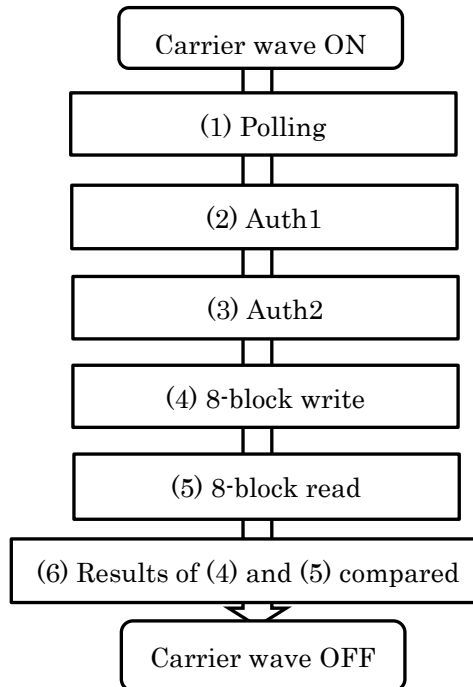 Carrier wave ON
(1) Polling
(2) Auth1
(3) Auth2
(4) 8-block write
(5) 8-block read
(6) Results of (4) and (5) compared
Carrier wave OFF